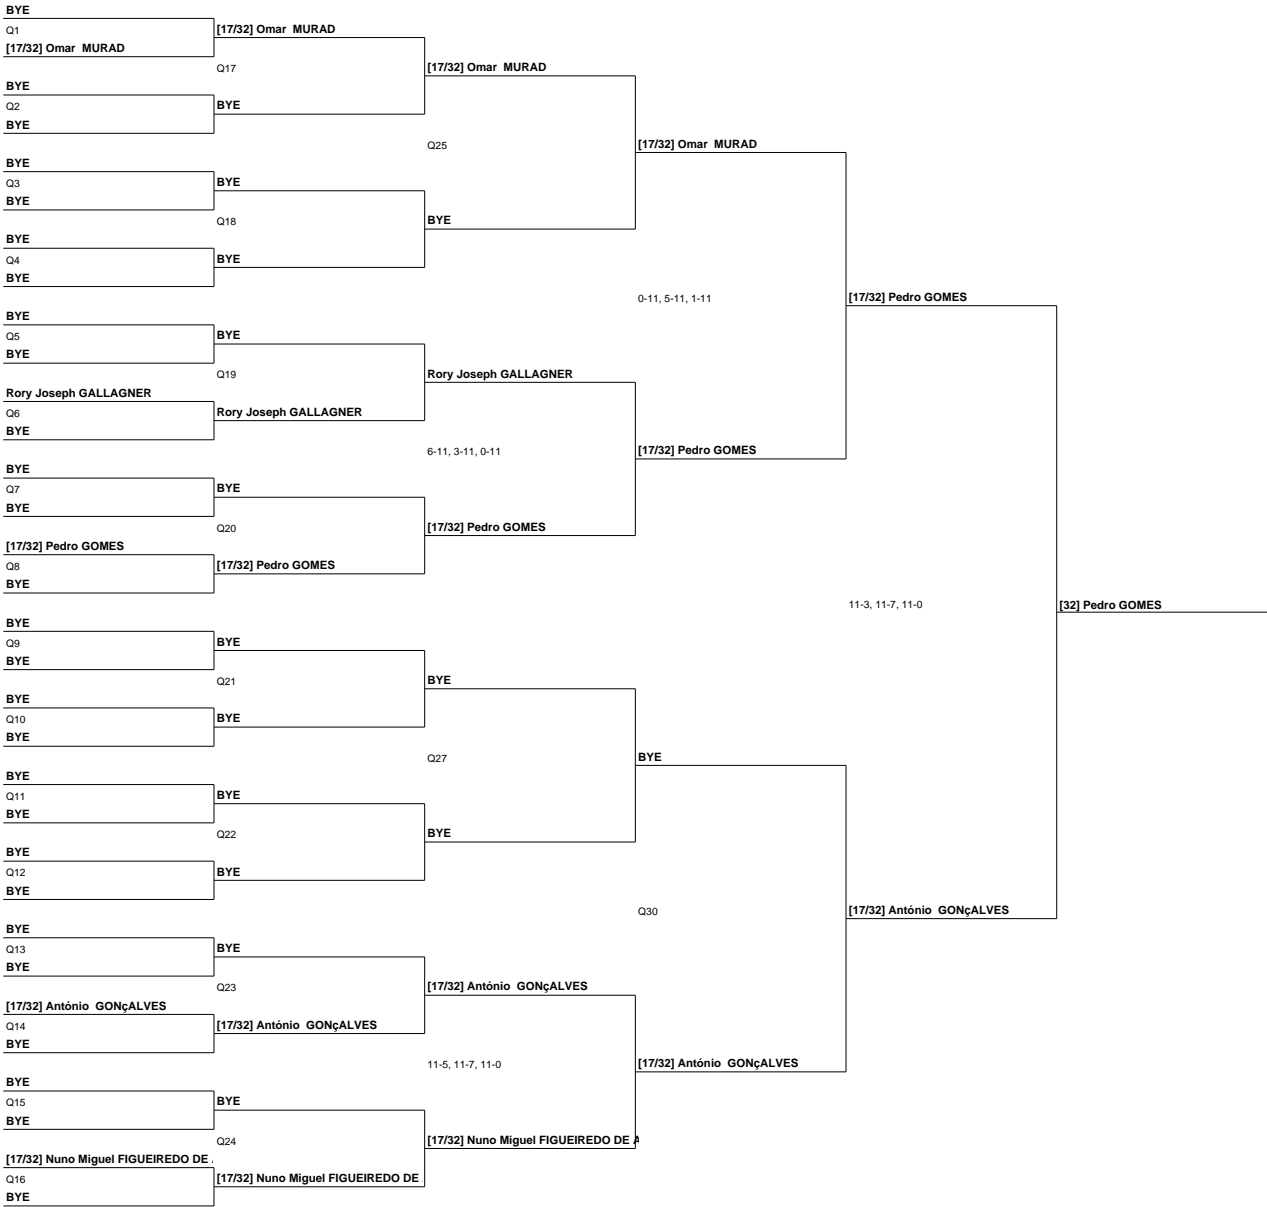 BYE
Q1
[17/32] Omar MURAD
[17/32] Omar MURAD
Q17
[17/32] Omar MURAD
BYE
Q2
BYE
BYE
Q25
[17/32] Omar MURAD
BYE
Q3
BYE
BYE
Q18
BYE
BYE
Q4
BYE
BYE
0-11, 5-11, 1-11
[17/32] Pedro GOMES
BYE
Q5
BYE
BYE
Q19
Rory Joseph GALLAGNER
Rory Joseph GALLAGNER
Q6
BYE
Rory Joseph GALLAGNER
6-11, 3-11, 0-11
[17/32] Pedro GOMES
BYE
Q7
BYE
BYE
Q20
[17/32] Pedro GOMES
[17/32] Pedro GOMES
Q8
BYE
[17/32] Pedro GOMES
11-3, 11-7, 11-0
[32] Pedro GOMES
BYE
Q9
BYE
BYE
Q21
BYE
BYE
Q10
BYE
BYE
Q27
BYE
BYE
Q11
BYE
BYE
Q22
BYE
BYE
Q12
BYE
BYE
Q30
[17/32] António GONçALVES
BYE
Q13
BYE
BYE
Q23
[17/32] António GONçALVES
[17/32] António GONçALVES
Q14
BYE
[17/32] António GONçALVES
11-5, 11-7, 11-0
[17/32] António GONçALVES
BYE
Q15
BYE
BYE
Q24
[17/32] Nuno Miguel FIGUEIREDO DE
[17/32] Nuno Miguel FIGUEIREDO DE
Q16
BYE
[17/32] Nuno Miguel FIGUEIREDO DE